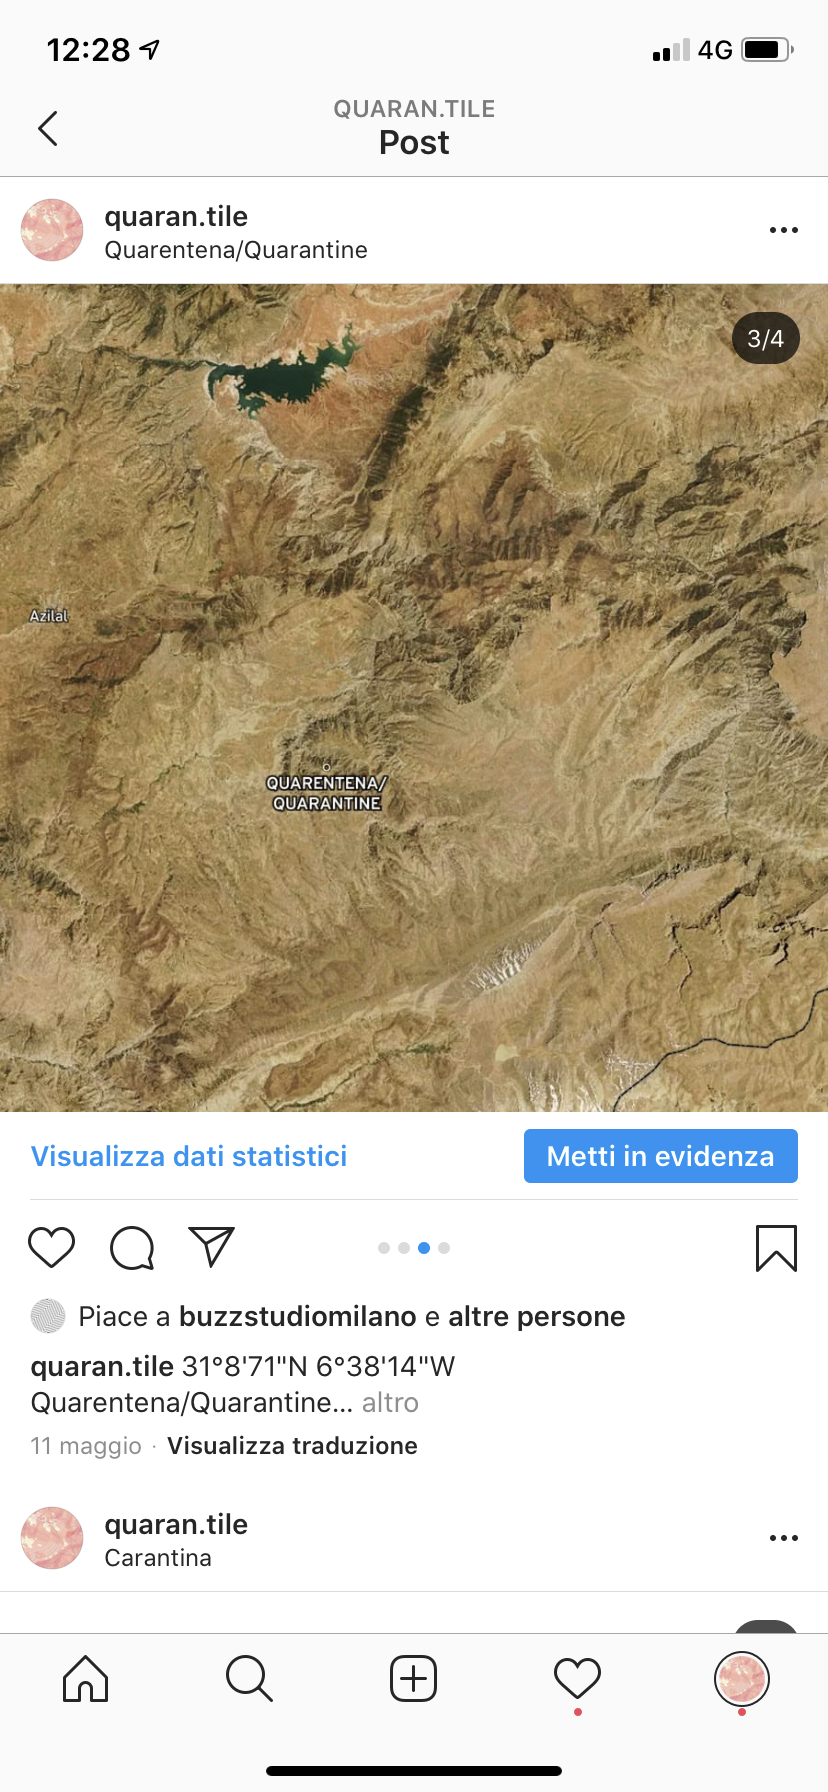 12:28
4G
QUARAN.TILE
Post
quaran.tile
Quarentena/Quarantine
3/4
Azilal
QUARENTENA/
QUARANTINE
Visualizza dati statistici
Metti in evidenza
Piace a buzzstudiomilano e altre persone
quaran.tile 31°8'71"N 6°38'14"W
Quarentena/Quarantine... altro
11 maggio · Visualizza traduzione
quaran.tile
Carantina